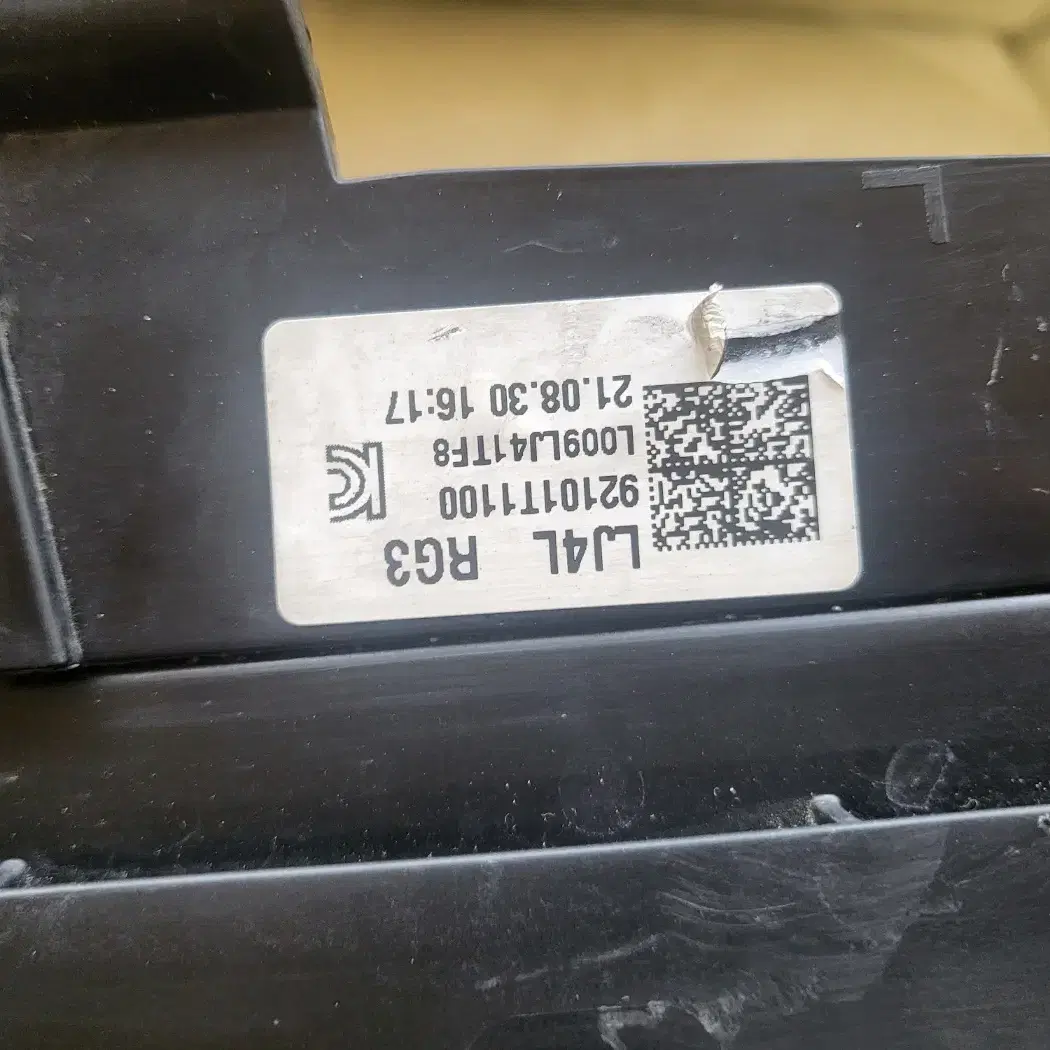 LJ4L RG3
92101T1100
L009LJ41TF8
21.08.30 16:17